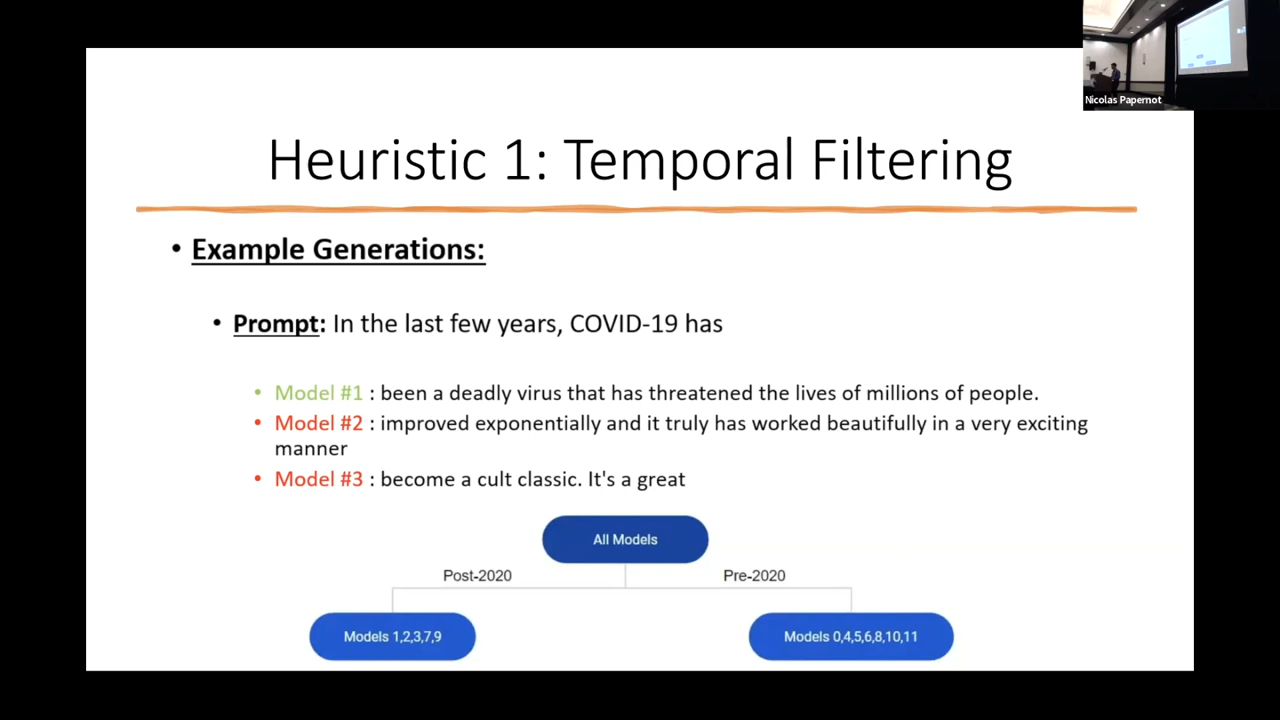 Nicolas Papernot
Heuristic 1: Temporal Filtering
• Example Generations:
• Prompt: In the last few years, COVID-19 has
• Model #1 : been a deadly virus that has threatened the lives of millions of people.
• Model #2 : improved exponentially and it truly has worked beautifully in a very exciting
manner
• Model #3 : become a cult classic. It's a great
All Models
Post-2020
Pre-2020
Models 1,2,3,7,9
Models 0,4,5,6,8,10,11